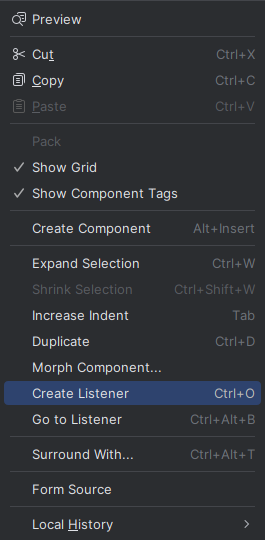 Preview
Cut Ctrl+X
Copy Ctrl+C
Paste Ctrl+V
Pack
Show Grid
Show Component Tags
Create Component Alt+Insert
Expand Selection Ctrl+W
Shrink Selection Ctrl+Shift+W
Increase Indent Tab
Duplicate Ctrl+D
Morph Component...
Create Listener Ctrl+O
Go to Listener Ctrl+Alt+B
Surround With... Ctrl+Alt+T
Form Source
Local History